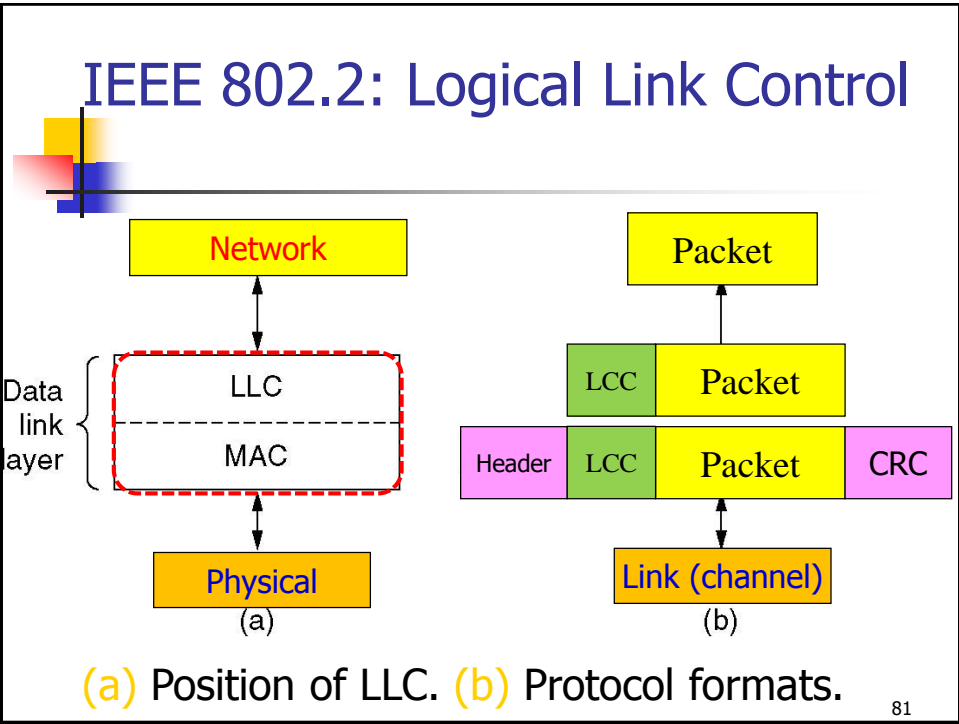 IEEE 802.2: Logical Link Control
Network
Data
link
layer
LLC
MAC
Physical
(a)
Packet
LCC Packet
Header LCC Packet CRC
Link (channel)
(b)
(a) Position of LLC. (b) Protocol formats.
81